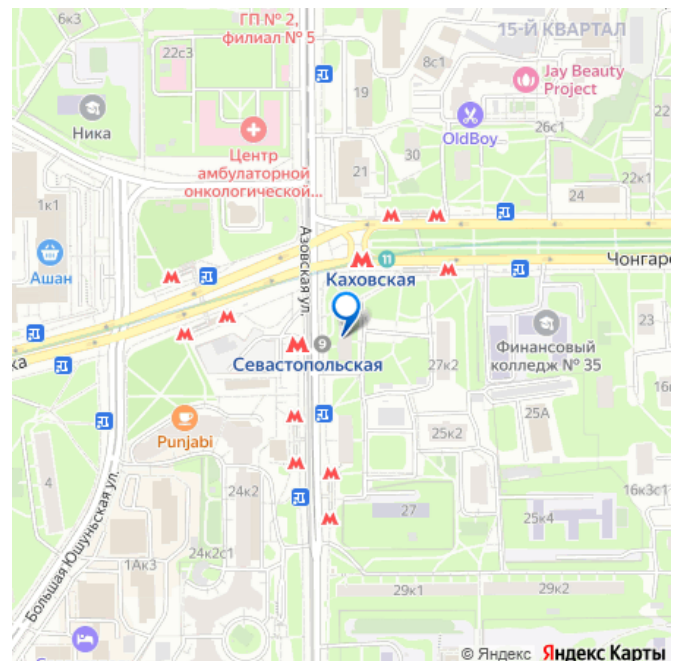 6к3
ГП № 2,
филиал № 5
15-Й КВАРТАЛ
22с3
8с1
Jay Beauty
Project
19
Ника
OldBoy
26с1
Центр
амбулаторной
онкологической...
30
21
22к1
24
1к1
Азовская ул.
11
Ашан
Каховская
Чонгарс
9
23
Севастопольская
Финансовый
колледж № 35
ка
27к2
16к
25А
Punjabi
25к2
4
24к2
16к3с1
27
25к4
Большая Юшуньская ул.
24к2с1
1Ак3
29к1
29к2
© Яндекс Яндекс Карты